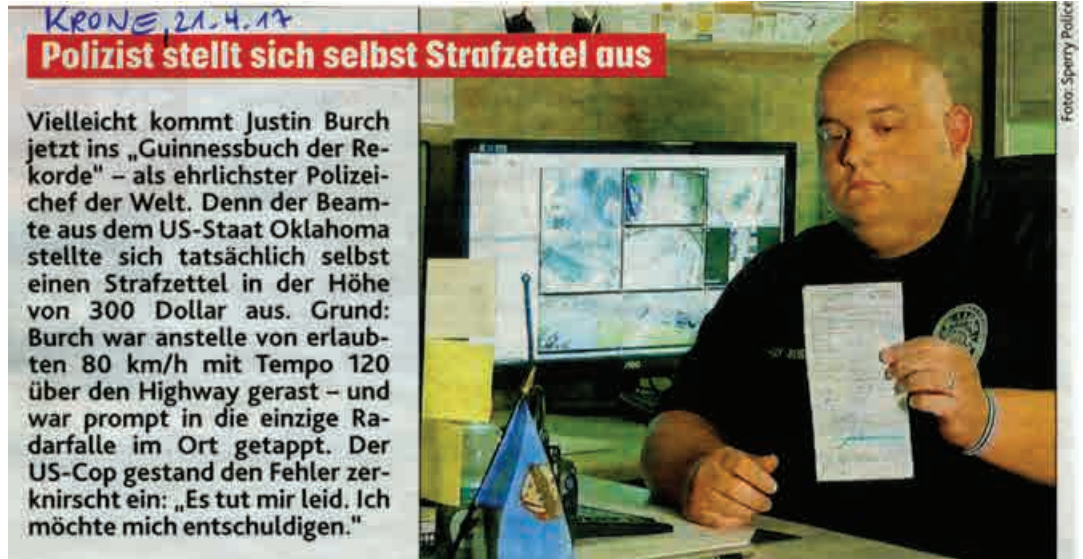 KRONE, 21.4.17
Polizist stellt sich selbst Strafzettel aus
Vielleicht kommt Justin Burch
jetzt ins „Guinnessbuch der Re-
korde" – als ehrlichster Polizei-
chef der Welt. Denn der Beam-
te aus dem US-Staat Oklahoma
stellte sich tatsächlich selbst
einen Strafzettel in der Höhe
von 300 Dollar aus. Grund:
Burch war anstelle von erlaub-
ten 80 km/h mit Tempo 120
über den Highway gerast – und
war prompt in die einzige Ra-
darfalle im Ort getappt. Der
US-Cop gestand den Fehler zer-
knirscht ein: „Es tut mir leid. Ich
möchte mich entschuldigen."
Foto: Sperry Police